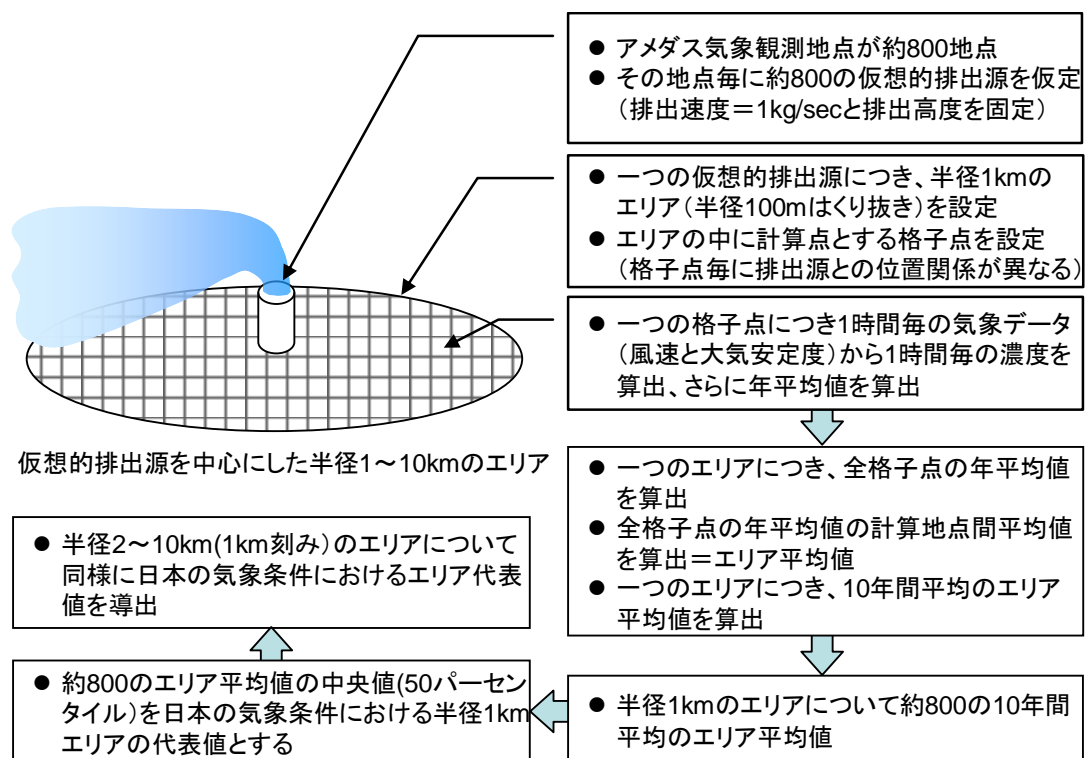 ● アメダス気象観測地点が約800地点
● その地点毎に約800の仮想的排出源を仮定
(排出速度=1kg/secと排出高度を固定)
● 一つの仮想的排出源につき、半径1kmの
エリア(半径100mはくり抜き)を設定
● エリアの中に計算点とする格子点を設定
(格子点毎に排出源との位置関係が異なる)
● 一つの格子点につき1時間毎の気象データ
(風速と大気安定度)から1時間毎の濃度を
算出、さらに年平均値を算出
仮想的排出源を中心にした半径1~10kmのエリア
● 一つのエリアにつき、全格子点の年平均値
を算出
● 全格子点の年平均値の計算地点間平均値
を算出=エリア平均値
● 一つのエリアにつき、10年間平均のエリア
平均値を算出
● 半径1kmのエリアについて約800の10年間
平均のエリア平均値
● 約800のエリア平均値の中央値(50パーセン
タイル)を日本の気象条件における半径1km
エリアの代表値とする
● 半径2~10km(1km刻み)のエリアについて
同様に日本の気象条件におけるエリア代表
値を導出